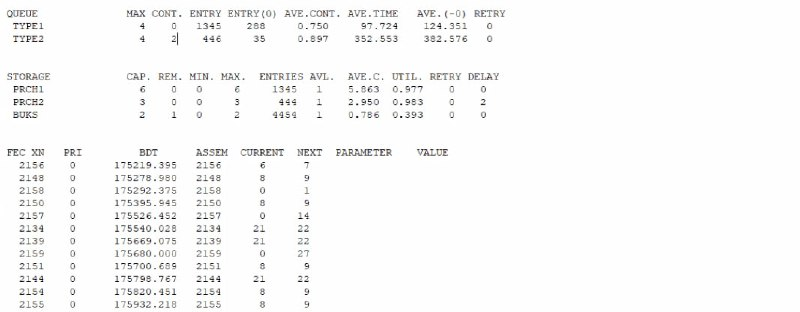 QUEUE MAX CONT. ENTRY ENTRY(0) AVE.CONT. AVE.TIME AVE.(-0) RETRY
TYPE1 4 0 1345 288 0.750 97.724 124.351 0
TYPE2 4 2 446 35 0.897 352.553 382.576 0
STORAGE CAP. REM. MIN. MAX. ENTRIES AVL. AVE.C. UTIL. RETRY DELAY
PRCH1 6 0 0 6 1345 1 5.863 0.977 0 0
PRCH2 3 0 0 3 444 1 2.950 0.983 0 2
BUKS 2 1 0 2 4454 1 0.786 0.393 0 0
FEC XN PRI BDT ASSEM CURRENT NEXT PARAMETER VALUE
2156 0 175219.395 2156 6 7
2148 0 175278.980 2148 8 9
2158 0 175292.375 2158 0 1
2150 0 175395.945 2150 8 9
2157 0 175526.452 2157 0 14
2134 0 175540.028 2134 21 22
2139 0 175669.075 2139 21 22
2159 0 175680.000 2159 0 27
2151 0 175700.689 2151 8 9
2144 0 175798.767 2144 21 22
2154 0 175820.451 2154 8 9
2155 0 175932.218 2155 8 9